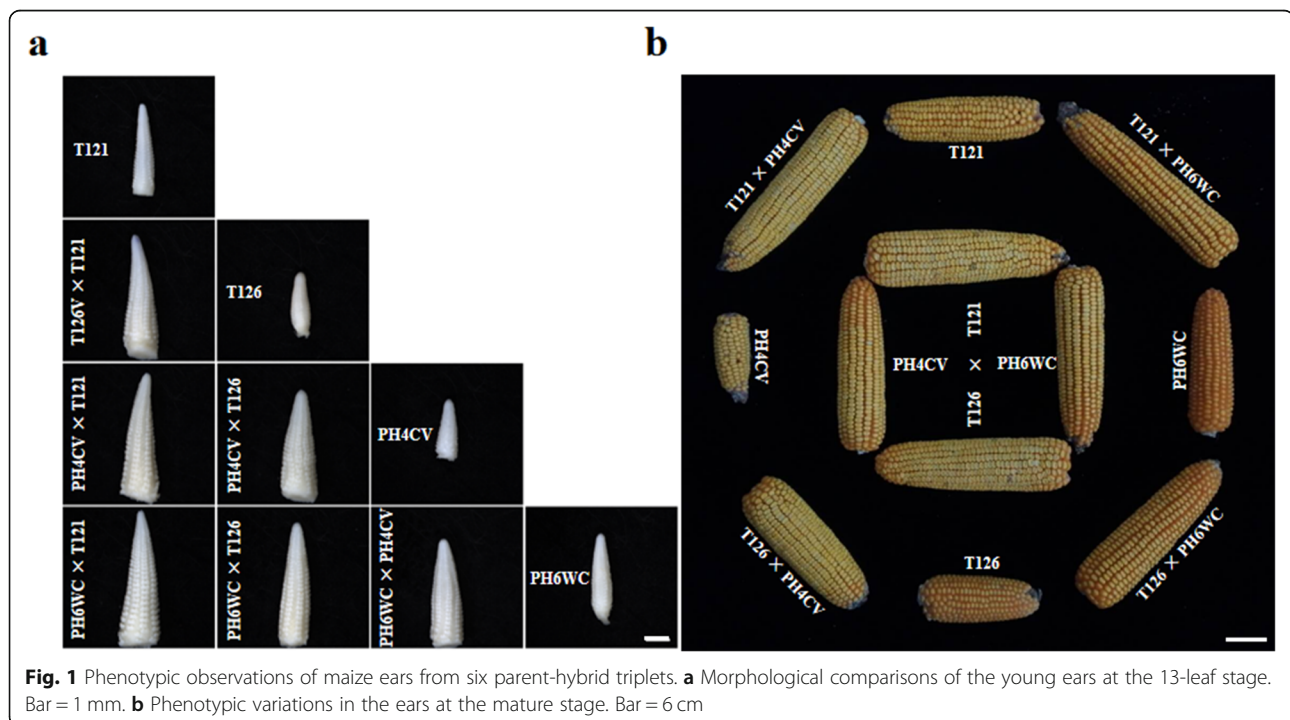 a
b
T121
T126V × T121
T126
PH4CV × T121
PH4CV × T126
PH4CV
PH6WC × T121
PH6WC × T126
PH6WC × PH4CV
PH6WC
T121 × PH4CV
T121
T121 × PH6WC
PH4CV
T121
PH4CV × PH6WC
T126
PH6WC
T126 × PH4CV
T126
T126 × PH6WC
Fig. 1 Phenotypic observations of maize ears from six parent-hybrid triplets. a Morphological comparisons of the young ears at the 13-leaf stage.
Bar = 1 mm. b Phenotypic variations in the ears at the mature stage. Bar = 6 cm